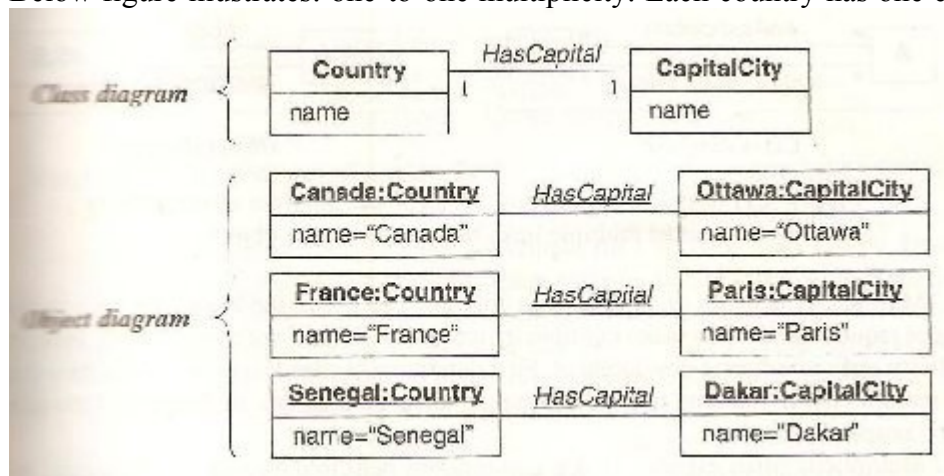 Below figure illustrates: one-to-one multiplicity. Each country has one
HasCapital
Country
CapitalCity
Class diagram
1
1
name
name
Canada:Country
HasCapital
Ottawa:CapitalCity
name="Canada"
name="Ottawa"
France:Country
HasCapital
Paris:CapitalCity
Object diagram
name="France"
name="Paris"
Senegal:Country
HasCapital
Dakar:CapitalCity
name="Senegal"
name="Dakar"